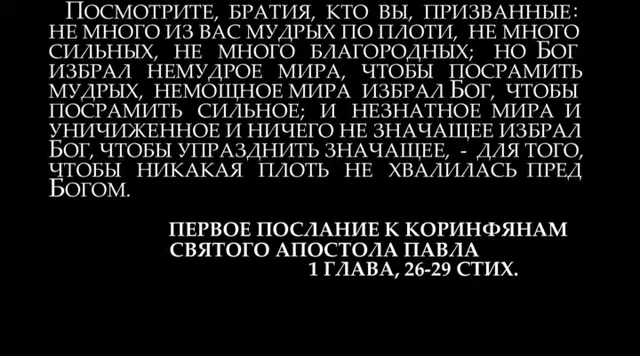 ПОСМОТРИТЕ, БРАТИЯ, КТО ВЫ, ПРИЗВАННЫЕ:
НЕ МНОГО ИЗ ВАС МУДРЫХ ПО ПЛОТИ, НЕ МНОГО
СИЛЬНЫХ, НЕ МНОГО БЛАГОРОДНЫХ; НО БОГ
ИЗБРАЛ НЕМУДРОЕ МИРА, ЧТОБЫ ПОСРАМИТЬ
МУДРЫХ, НЕМОЩНОЕ МИРА ИЗБРАЛ БОГ, ЧТОБЫ
ПОСРАМИТЬ СИЛЬНОЕ; И НЕЗНАТНОЕ МИРА И
УНИЧИЖЕННОЕ И НИЧЕГО НЕ ЗНАЧАЩЕЕ ИЗБРАЛ
БОГ, ЧТОБЫ УПРАЗДНИТЬ ЗНАЧАЩЕЕ, - ДЛЯ ТОГО,
ЧТОБЫ НИКАКАЯ ПЛОТЬ НЕ ХВАЛИЛАСЬ ПРЕД
БОГОМ.
ПЕРВОЕ ПОСЛАНИЕ К КОРИНФЯНАМ
СВЯТОГО АПОСТОЛА ПАВЛА
1 ГЛАВА, 26-29 СТИХ.